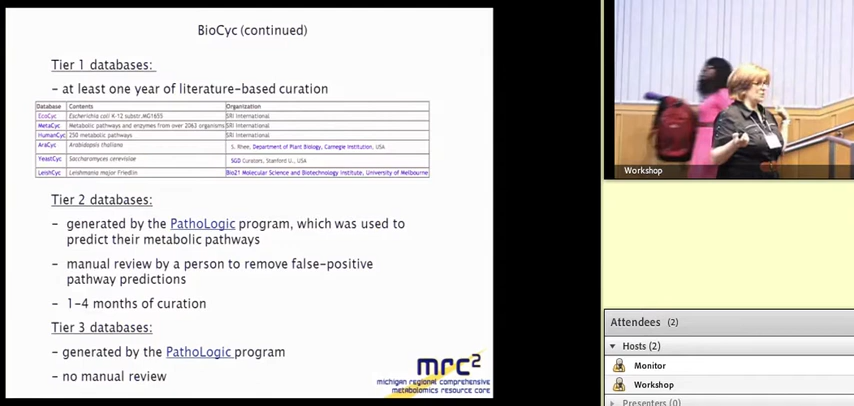 BioCyc (continued)
Tier 1 databases:
– at least one year of literature-based curation
Database Contents Organization
EcoCyc Escherichia coli K-12 substr.MG1655 SRI International
MetaCyc Metabolic pathways and enzymes from over 2063 organisms SRI International
HumanCyc 250 metabolic pathways SRI International
AraCyc Arabidopsis thaliana S. Rhee, Department of Plant Biology, Carnegie Institution, USA
YeastCyc Saccharomyces cerevisiae SGD Curators, Stanford U., USA
LeishCyc Leishmania major Friedlin Bio21 Molecular Science and Biotechnology Institute, University of Melbourne
Tier 2 databases:
– generated by the PathoLogic program, which was used to
predict their metabolic pathways
– manual review by a person to remove false-positive
pathway predictions
– 1-4 months of curation
Tier 3 databases:
– generated by the PathoLogic program
– no manual review
mrc²
michigan regional comprehensive
metabolomics resource core
Workshop
Attendees (2)
Hosts (2)
Monitor
Workshop
Presenters (0)